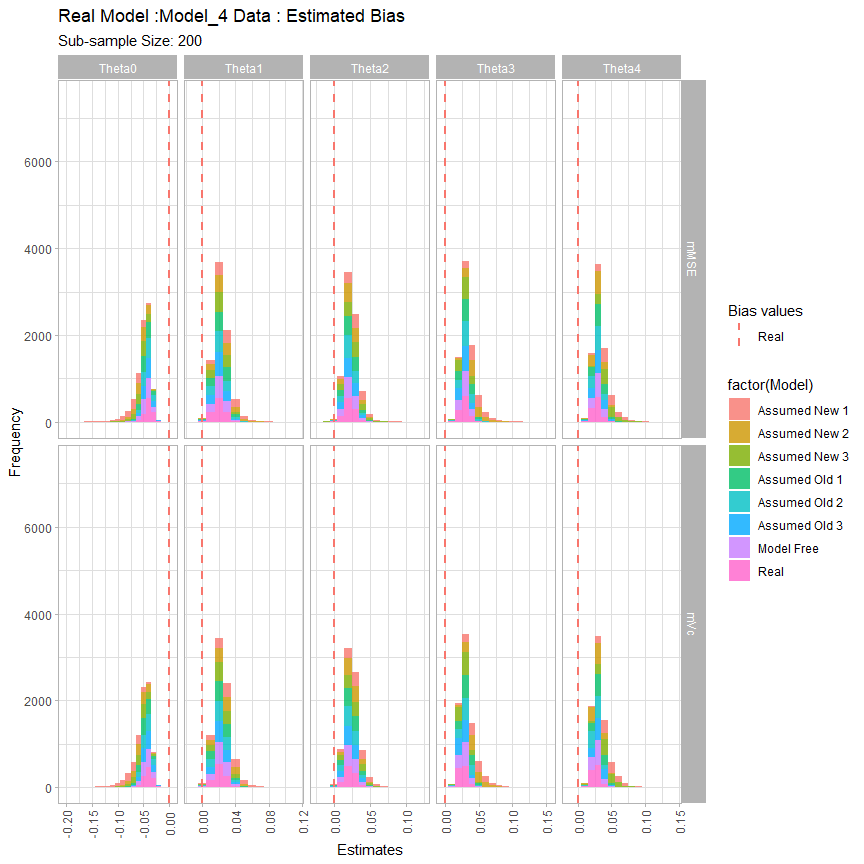 Real Model :Model_4 Data : Estimated Bias
Sub-sample Size: 200
Theta0 Theta1 Theta2 Theta3 Theta4
6000
4000
2000
0
mMSE
6000
4000
2000
0
mVc
Frequency
-0.20 -0.15 -0.10 -0.05 0.00 0.00 0.04 0.08 0.12 0.00 0.05 0.10 0.00 0.05 0.10 0.15 0.00 0.05 0.10 0.15
Estimates
Bias values
Real
factor(Model)
Assumed New 1
Assumed New 2
Assumed New 3
Assumed Old 1
Assumed Old 2
Assumed Old 3
Model Free
Real